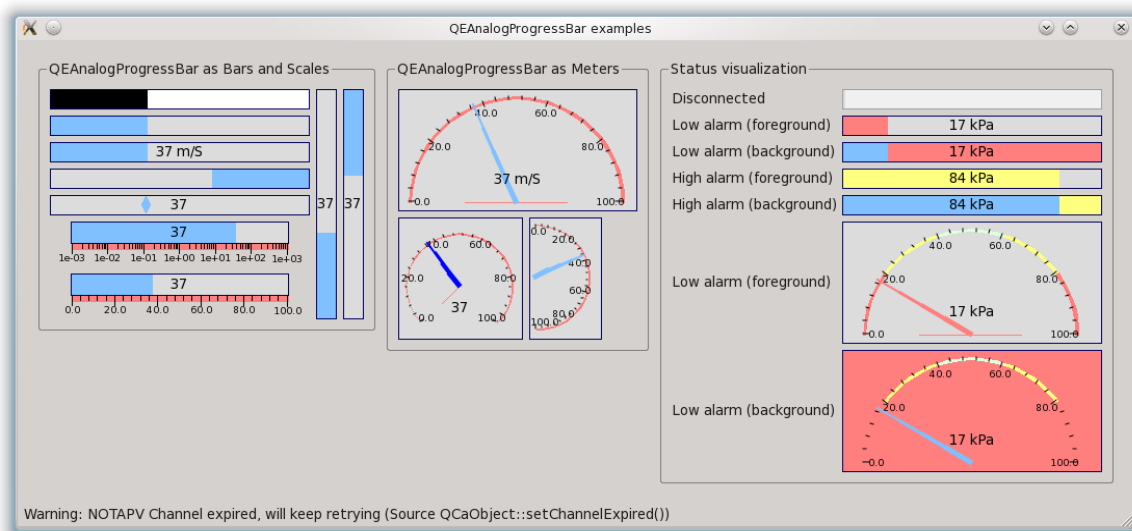 QEAnalogProgressBar examples
QEAnalogProgressBar as Bars and Scales
37 m/S
37
37
1e-03 1e-02 1e-01 1e+00 1e+01 1e+02 1e+03
37
0.0 20.0 40.0 60.0 80.0 100.0
37
37
QEAnalogProgressBar as Meters
0.0 20.0 40.0 60.0 80.0 100.0
37 m/S
0.0 20.0 40.0 60.0 80.0 100.0
37
0.0 20.0 40.0 60.0 80.0 100.0
Status visualization
Disconnected
Low alarm (foreground) 17 kPa
Low alarm (background) 17 kPa
High alarm (foreground) 84 kPa
High alarm (background) 84 kPa
Low alarm (foreground)
0.0 20.0 40.0 60.0 80.0 100.0
17 kPa
Low alarm (background)
0.0 20.0 40.0 60.0 80.0 100.0
17 kPa
Warning: NOTAPV Channel expired, will keep retrying (Source QCaObject::setChannelExpired())